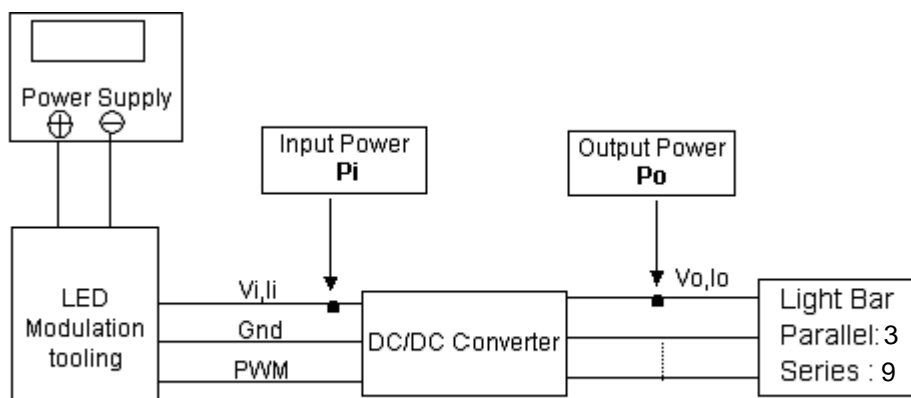 Power Supply
Input Power
Pi
Output Power
Po
LED
Modulation
tooling
Vi,Ii
Gnd
PWM
DC/DC Converter
Vo,Io
Light Bar
Parallel: 3
Series : 9